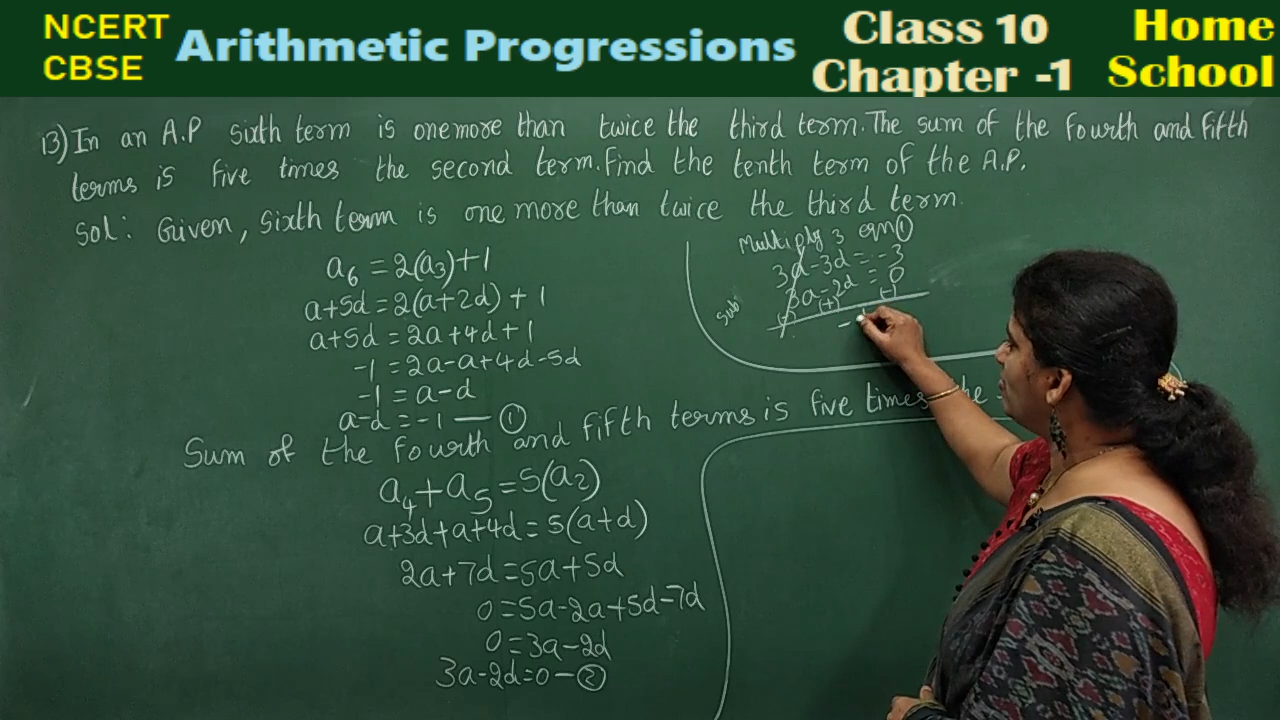 NCERT
CBSE
Arithmetic Progressions
Class 10
Chapter -1
Home
School
13) In an A.P sixth term is one more than twice the third term. The sum of the fourth and fifth
terms is five times the second term. Find the tenth term of the A.P.
Sol: Given, Sixth term is one more than twice the third term.
a₆ = 2(a₃)+1
a+5d = 2(a+2d) + 1
a+5d = 2a+4d+1
-1 = 2a-a+4d-5d
-1 = a-d
a-d = -1 — ①
Multiply 3 eqn ①
3a-3d = -3
3a-2d = 0
Sub
(-) (+) (-)
-
Sum of the fourth and fifth terms is five times the
a₄+a₅ = 5(a₂)
a+3d+a+4d = 5(a+d)
2a+7d = 5a+5d
0 = 5a-2a+5d-7d
0 = 3a-2d
3a-2d=0 - ②